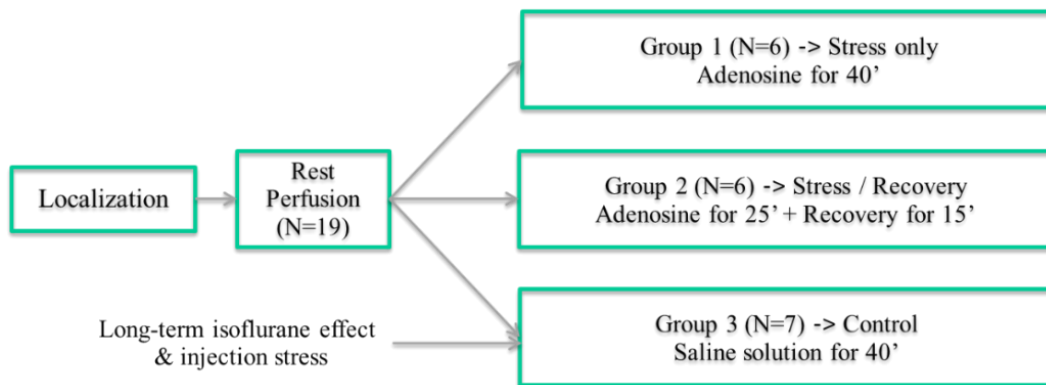 Group 1 (N=6) -> Stress only
Adenosine for 40’
Localization
Rest
Perfusion
(N=19)
Group 2 (N=6) -> Stress / Recovery
Adenosine for 25’ + Recovery for 15’
Long-term isoflurane effect
& injection stress
Group 3 (N=7) -> Control
Saline solution for 40’